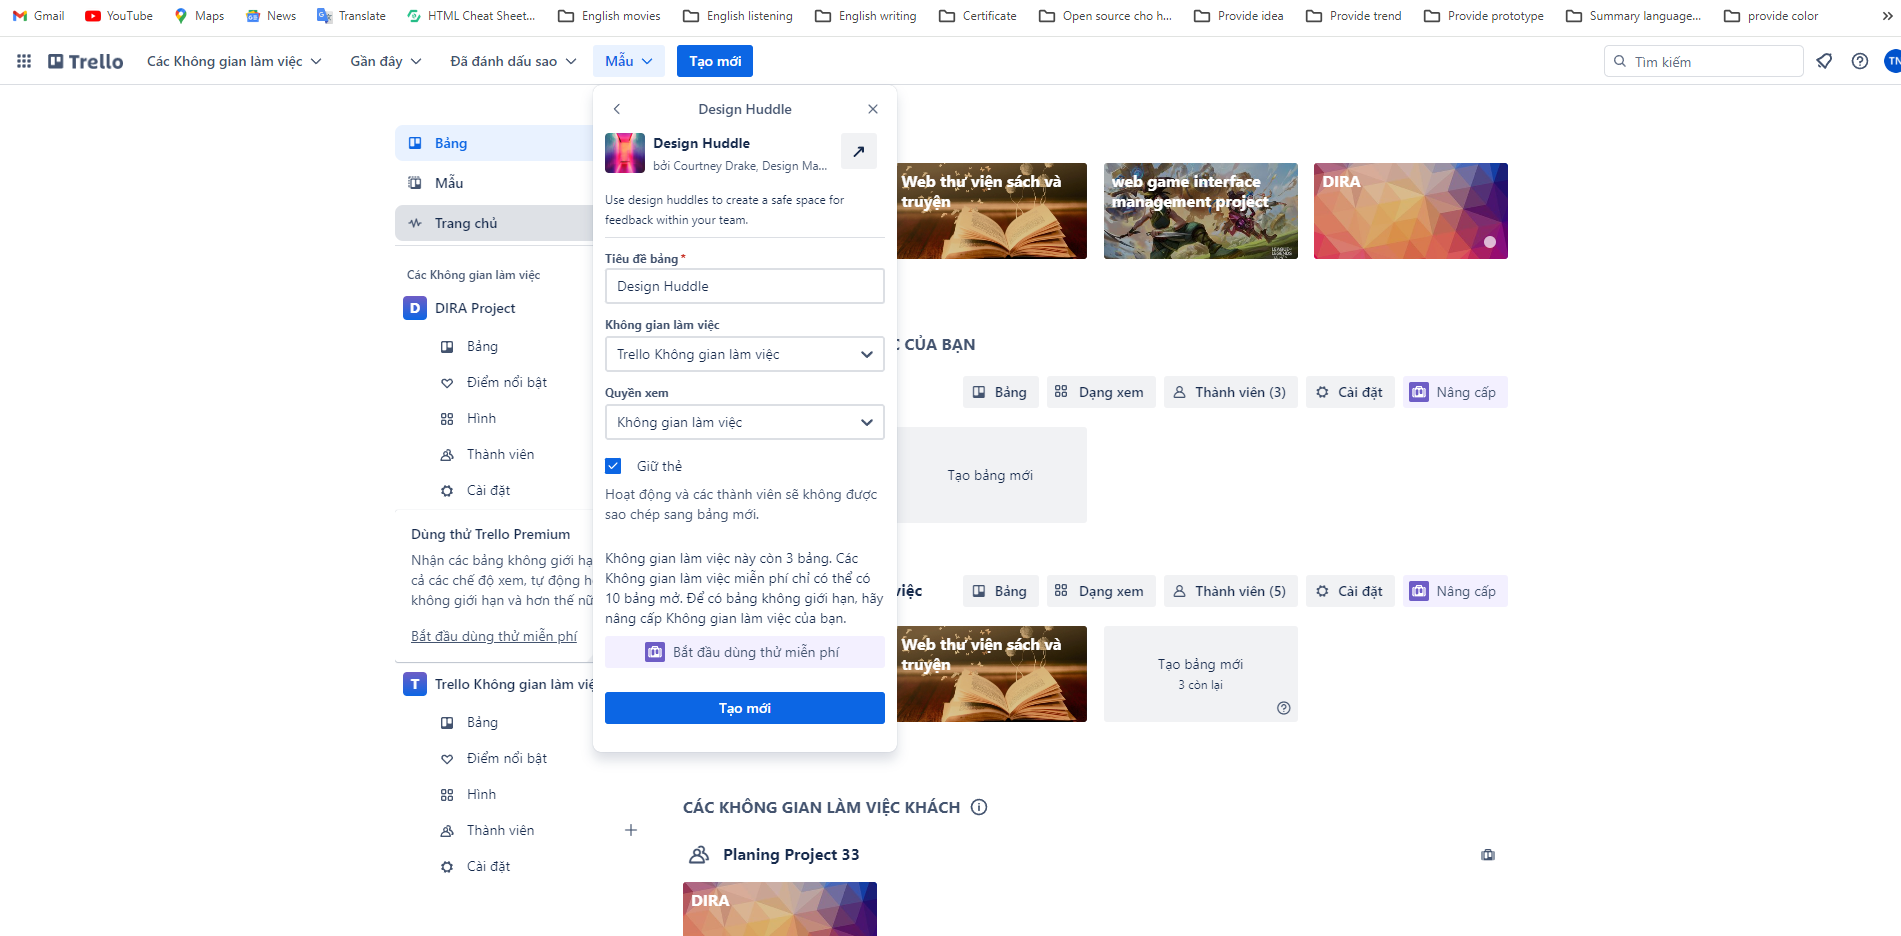 Gmail
YouTube
Maps
News
Translate
HTML Cheat Sheet...
English movies
English listening
English writing
Certificate
Open source cho h...
Provide idea
Provide trend
Provide prototype
Summary language...
provide color
Trello
Các Không gian làm việc
Gần đây
Đã đánh dấu sao
Mẫu
Tạo mới
Tìm kiếm
TN
Bảng
Mẫu
Trang chủ
Các Không gian làm việc
D
DIRA Project
Bảng
Điểm nổi bật
Hình
Thành viên
Cài đặt
Dùng thử Trello Premium
Nhận các bảng không giới hạ
cả các chế độ xem, tự động h
không giới hạn và hơn thế nữ
Bắt đầu dùng thử miễn phí
T
Trello Không gian làm việ
Bảng
Điểm nổi bật
Hình
Thành viên
Cài đặt
Design Huddle
Design Huddle
bởi Courtney Drake, Design Ma...
Use design huddles to create a safe space for
feedback within your team.
Tiêu đề bảng*
Design Huddle
Không gian làm việc
Trello Không gian làm việc
Quyền xem
Không gian làm việc
Giữ thẻ
Hoạt động và các thành viên sẽ không được
sao chép sang bảng mới.
Không gian làm việc này còn 3 bảng. Các
Không gian làm việc miễn phí chỉ có thể có
10 bảng mở. Để có bảng không giới hạn, hãy
nâng cấp Không gian làm việc của bạn.
Bắt đầu dùng thử miễn phí
Tạo mới
Web thư viện sách và
truyện
web game interface
management project
DIRA
C CỦA BẠN
Bảng
Dạng xem
Thành viên (3)
Cài đặt
Nâng cấp
Tạo bảng mới
việc
Bảng
Dạng xem
Thành viên (5)
Cài đặt
Nâng cấp
Web thư viện sách và
truyện
Tạo bảng mới
3 còn lại
CÁC KHÔNG GIAN LÀM VIỆC KHÁCH
Planing Project 33
DIRA